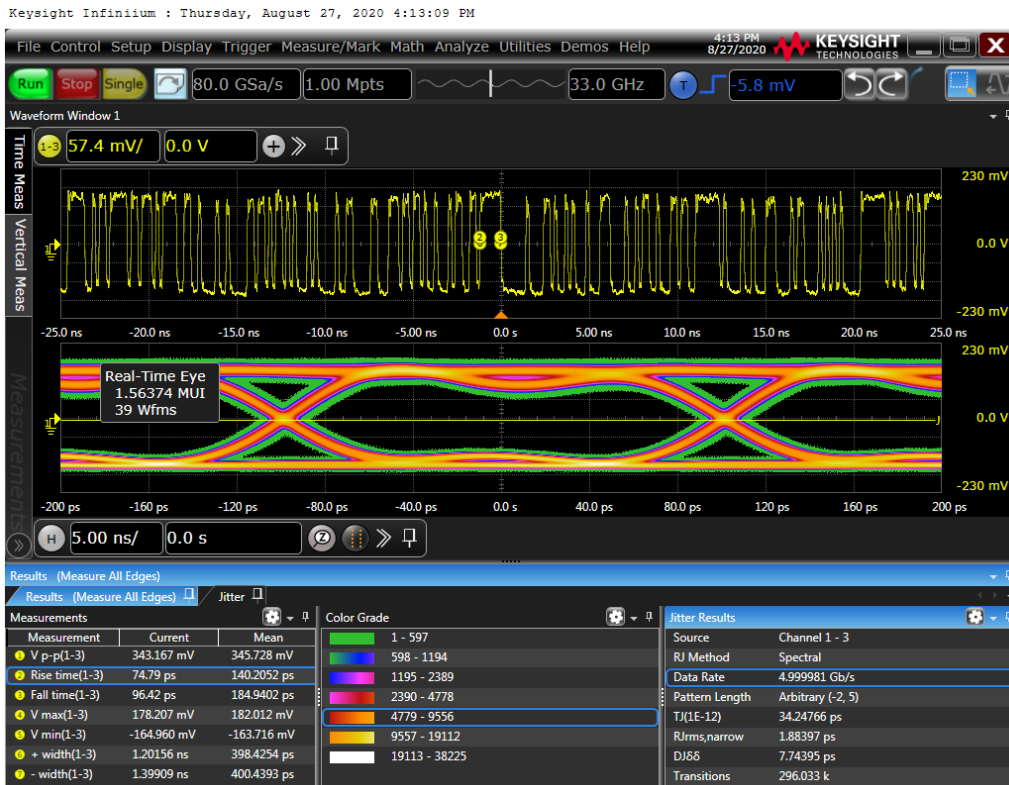 Keysight Infiniium : Thursday, August 27, 2020 4:13:09 PM
File Control Setup Display Trigger Measure/Mark Math Analyze Utilities Demos Help
4:13 PM
8/27/2020
KEYSIGHT
TECHNOLOGIES
Run Stop Single 80.0 GSa/s 1.00 Mpts 33.0 GHz T -5.8 mV
Waveform Window 1
Time Meas
Vertical Meas
Measurements
1-3 57.4 mV/ 0.0 V
230 mV
2 3
0.0 V
-230 mV
-25.0 ns -20.0 ns -15.0 ns -10.0 ns -5.00 ns 0.0 s 5.00 ns 10.0 ns 15.0 ns 20.0 ns 25.0 ns
230 mV
Real-Time Eye
1.56374 MUI
39 Wfms
0.0 V
-230 mV
-200 ps -160 ps -120 ps -80.0 ps -40.0 ps 0.0 s 40.0 ps 80.0 ps 120 ps 160 ps 200 ps
H 5.00 ns/ 0.0 s
Results (Measure All Edges)
Results (Measure All Edges) Jitter
Measurements Color Grade Jitter Results
Measurement Current Mean 1 - 597 Source Channel 1 - 3
1 V p-p(1-3) 343.167 mV 345.728 mV 598 - 1194 RJ Method Spectral
2 Rise time(1-3) 74.79 ps 140.2052 ps 1195 - 2389 Data Rate 4.999981 Gb/s
3 Fall time(1-3) 96.42 ps 184.9402 ps 2390 - 4778 Pattern Length Arbitrary (-2, 5)
4 V max(1-3) 178.207 mV 182.012 mV 4779 - 9556 TJ(1E-12) 34.24766 ps
5 V min(1-3) -164.960 mV -163.716 mV 9557 - 19112 RJrms,narrow 1.88397 ps
6 + width(1-3) 1.20156 ns 398.4254 ps 19113 - 38225 DJδδ 7.74395 ps
7 - width(1-3) 1.39909 ns 400.4393 ps Transitions 296.033 k